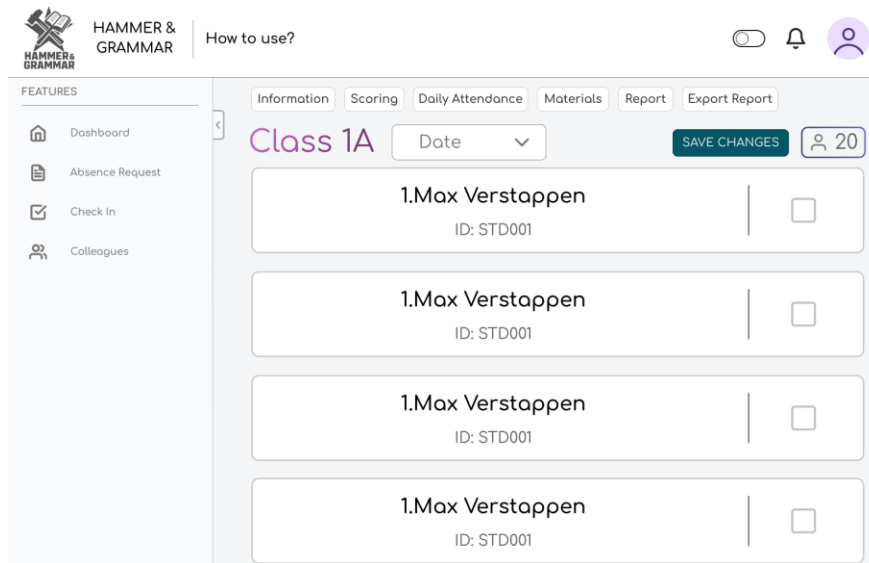 HAMMER &
GRAMMAR
How to use?
HAMMER&
GRAMMAR
FEATURES
Dashboard
Absence Request
Check In
Colleagues
Information Scoring Daily Attendance Materials Report Export Report
Class 1A Date SAVE CHANGES 20
1.Max Verstappen
ID: STD001
1.Max Verstappen
ID: STD001
1.Max Verstappen
ID: STD001
1.Max Verstappen
ID: STD001